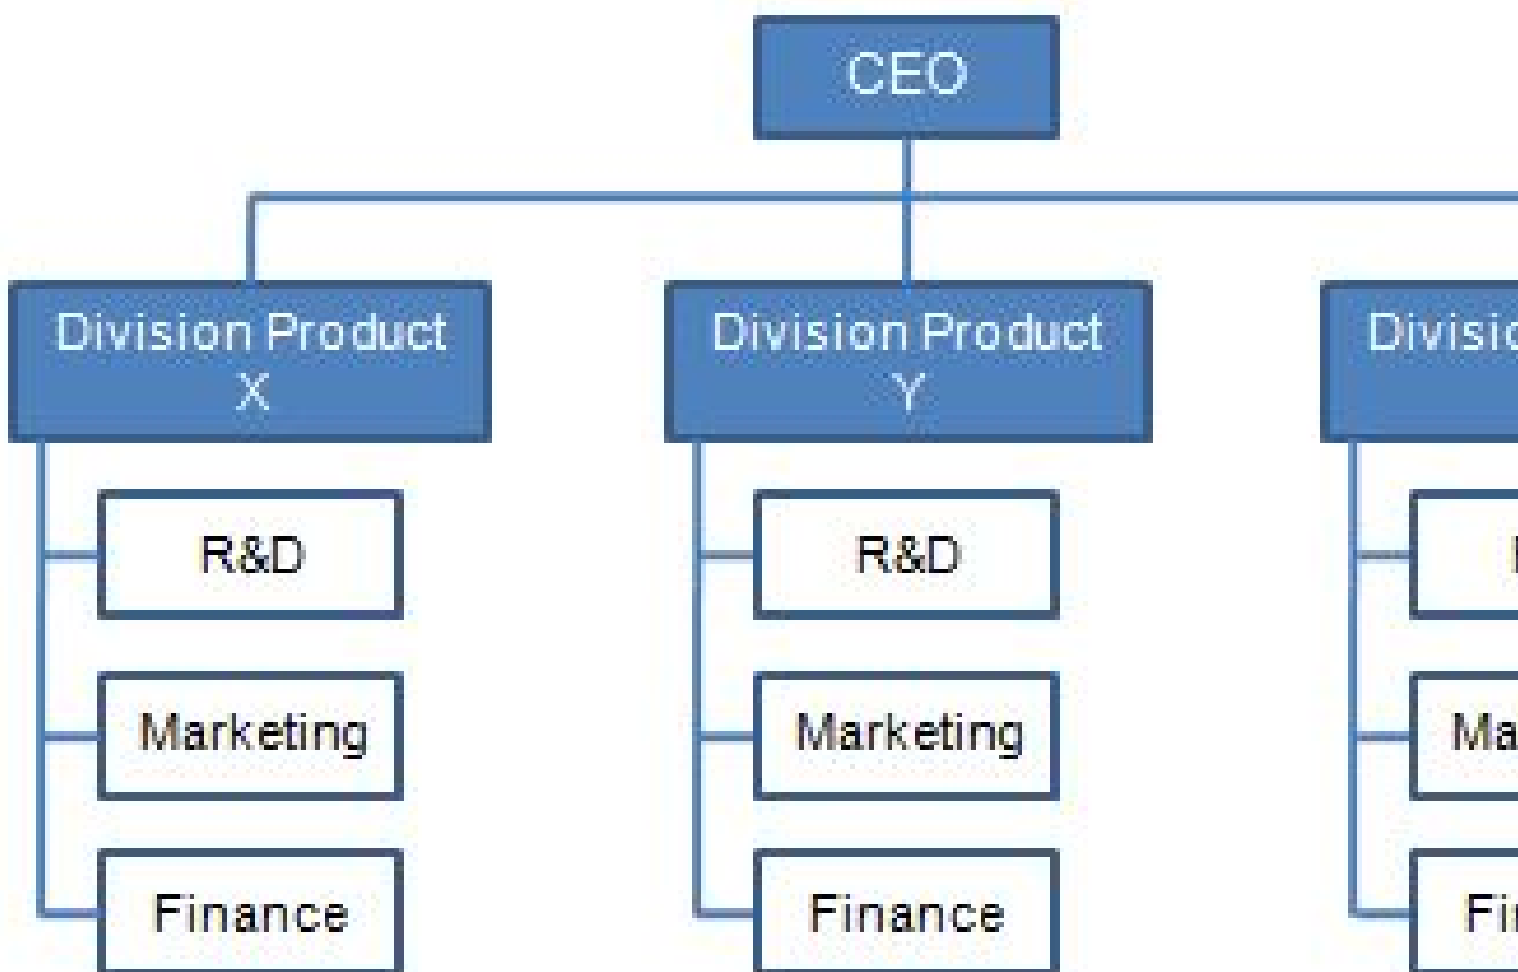 CEO
Division Product
X
R&D
Marketing
Finance
Division Product
Y
R&D
Marketing
Finance